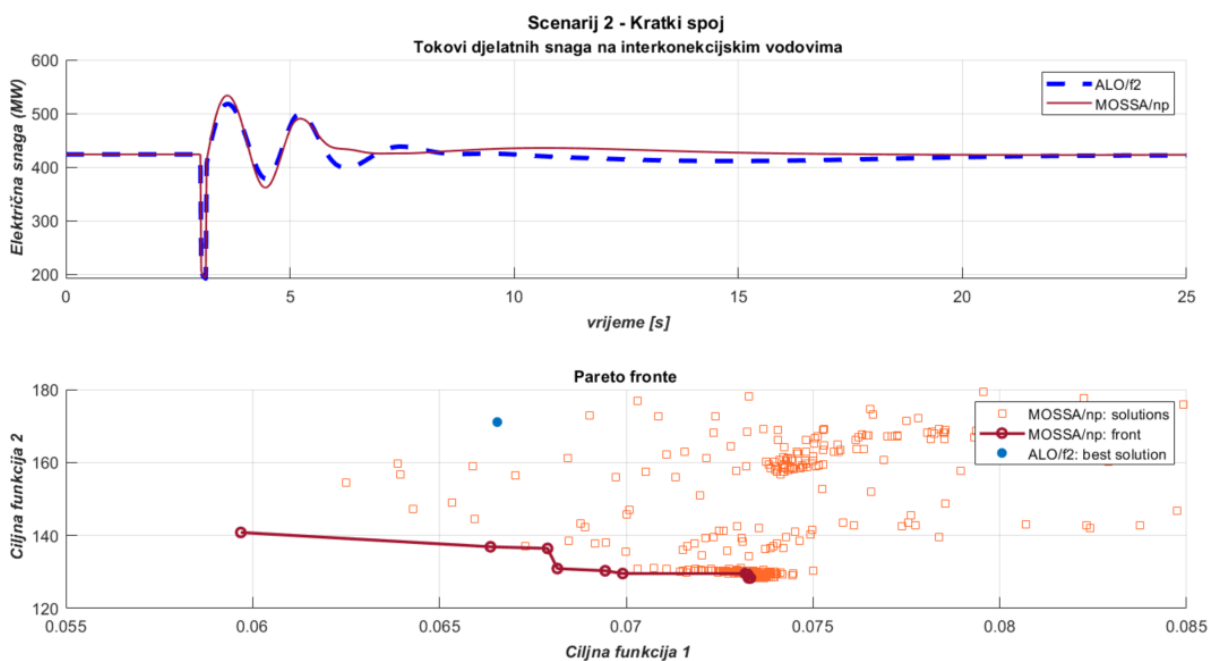 Scenarij 2 - Kratki spoj
Tokovi djelatnih snaga na interkonekcijskim vodovima
600
500
400
300
200
Električna snaga (MW)
ALO/f2
MOSSA/np
0
5
10
15
20
25
vrijeme [s]
Pareto fronte
180
160
140
120
Ciljna funkcija 2
MOSSA/np: solutions
MOSSA/np: front
ALO/f2: best solution
0.055
0.06
0.065
0.07
0.075
0.08
0.085
Ciljna funkcija 1